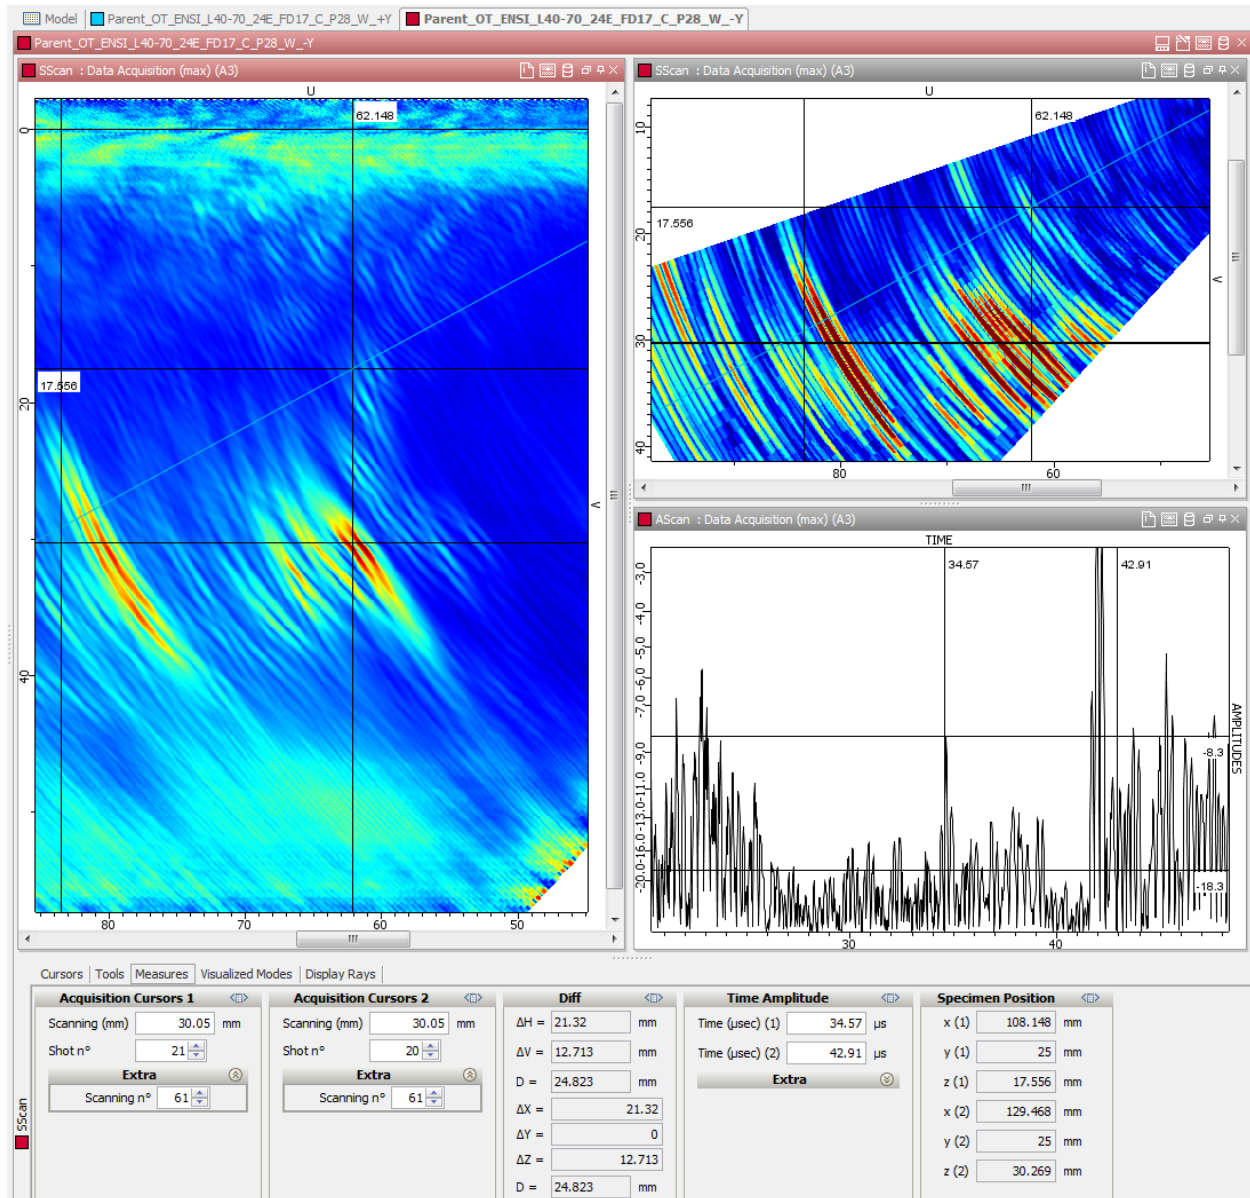 Model Parent_OT_ENSI_L40-70_24E_FD17_C_P28_W_+Y Parent_OT_ENSI_L40-70_24E_FD17_C_P28_W_-Y
Parent_OT_ENSI_L40-70_24E_FD17_C_P28_W_-Y
SScan : Data Acquisition (max) (A3)
U
62.148
0
17.556
20
40
V
80 70 60 50
SScan : Data Acquisition (max) (A3)
U
62.148
10
17.556
20
30
40
V
80 60
AScan : Data Acquisition (max) (A3)
TIME
34.57 42.91
-3.0
-4.0
-5.0
-6.0
-7.0
-9.0
-11.0
-13.0
-16.0
-20.0
-8.3
-18.3
AMPLITUDES
30 40
Cursors Tools Measures Visualized Modes Display Rays
SScan
Acquisition Cursors 1
Scanning (mm) 30.05 mm
Shot n° 21
Extra
Scanning n° 61
Acquisition Cursors 2
Scanning (mm) 30.05 mm
Shot n° 20
Extra
Scanning n° 61
Diff
ΔH = 21.32 mm
ΔV = 12.713 mm
D = 24.823 mm
ΔX = 21.32
ΔY = 0
ΔZ = 12.713
D = 24.823 mm
Time Amplitude
Time (µsec) (1) 34.57 µs
Time (µsec) (2) 42.91 µs
Extra
Specimen Position
x (1) 108.148 mm
y (1) 25 mm
z (1) 17.556 mm
x (2) 129.468 mm
y (2) 25 mm
z (2) 30.269 mm